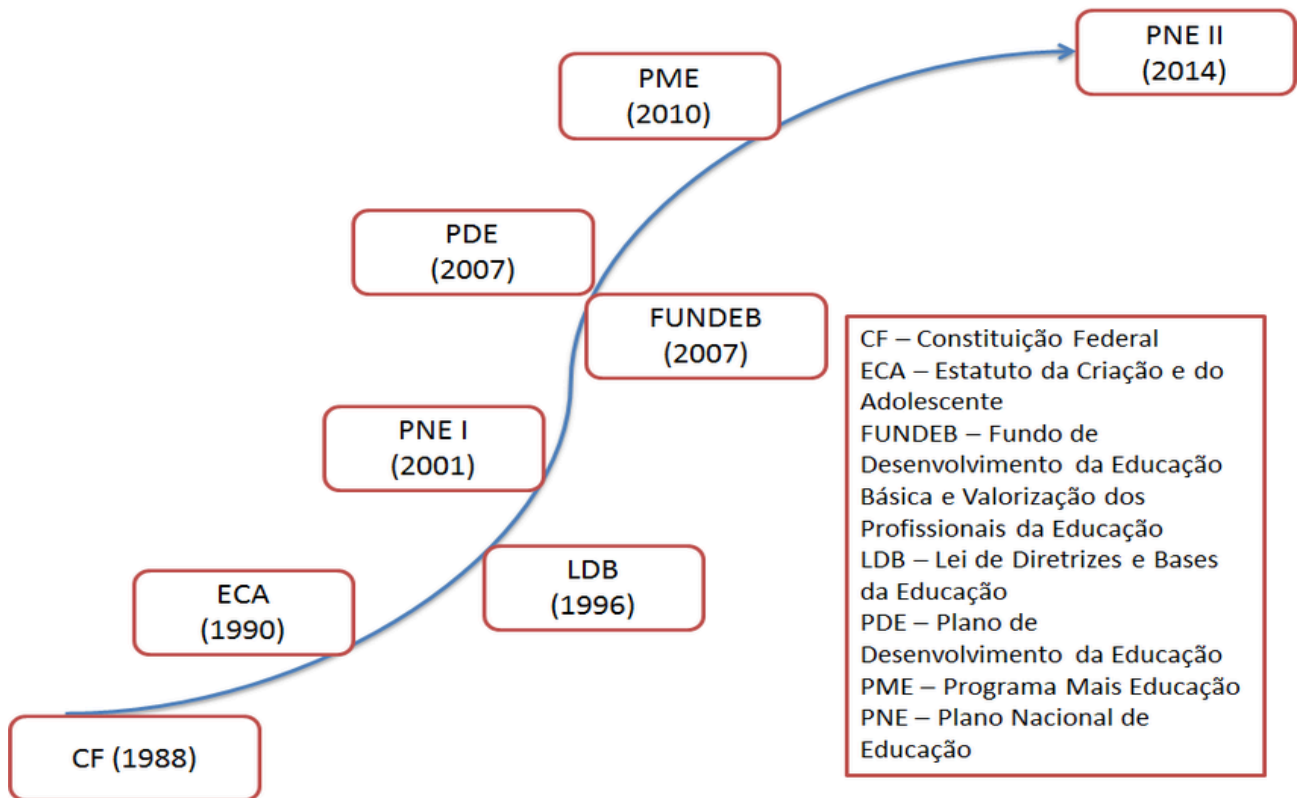 PNE II
(2014)
PME
(2010)
PDE
(2007)
FUNDEB
(2007)
PNE I
(2001)
LDB
(1996)
ECA
(1990)
CF (1988)
CF – Constituição Federal
ECA – Estatuto da Criação e do
Adolescente
FUNDEB – Fundo de
Desenvolvimento da Educação
Básica e Valorização dos
Profissionais da Educação
LDB – Lei de Diretrizes e Bases
da Educação
PDE – Plano de
Desenvolvimento da Educação
PME – Programa Mais Educação
PNE – Plano Nacional de
Educação